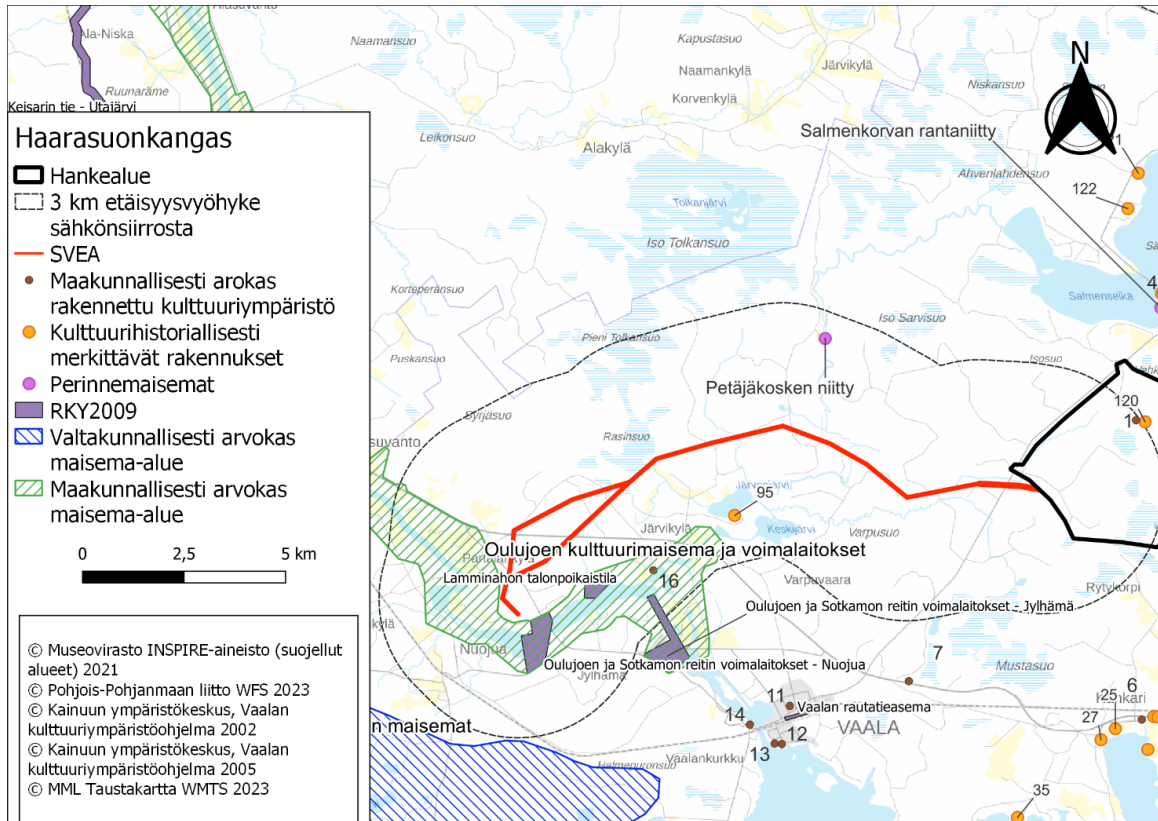 Haarasuonkangas
Hankealue
3 km etäisyysvyöhyke
sähkönsiirrosta
SVEA
Maakunnallisesti arokas
rakennettu kulttuuriympäristö
Kulttuurihistoriallisesti
merkittävät rakennukset
Perinnemaisemat
RKY2009
Valtakunnallisesti arvokas
maisema-alue
Maakunnallisesti arvokas
maisema-alue
0 2,5 5 km
© Museovirasto INSPIRE-aineisto (suojellut
alueet) 2021
© Pohjois-Pohjanmaan liitto WFS 2023
© Kainuun ympäristökeskus, Vaalan
kulttuuriympäristöohjelma 2002
© Kainuun ympäristökeskus, Vaalan
kulttuuriympäristöohjelma 2005
© MML Taustakartta WMTS 2023
Ala-Niska
Ruunaräme
Keisarin tie - Utajärvi
Naamansuo
Kapustasuo
Järvikylä
Naamankylä
Korvenkylä
Niskansuo
N
Leikonsuo
Alakylä
Salmenkorvan rantaniitty
Ahvenlahdensuo
122
Tolkanjärvi
Iso Tolkansuo
Salmenselkä
4
Korteperänsuo
Iso Sarvisuo
Pieni Tolkansuo
Puskansuo
Isosuo
Petäjäkosken niitty
Syrjäsuo
120
1
Rasinsuo
suvanto
Järvenjärvi
95
Järvikylä
Keskijärvi
Varpusuo
Oulujoen kulttuurimaisema ja voimalaitokset
Lamminahon talonpoikaistila
16
Varpuvaara
Rytykorpi
Oulujoen ja Sotkamon reitin voimalaitokset - Jylhämä
Nuojua
Oulujoen ja Sotkamon reitin voimalaitokset - Nuojua
Jylhämä
7
Mustasuo
11
Vaalan rautatieasema
25
6
27
14
VAALA
12
13
Vaalankurkku
n maisemat
Halmepuronsuo
35